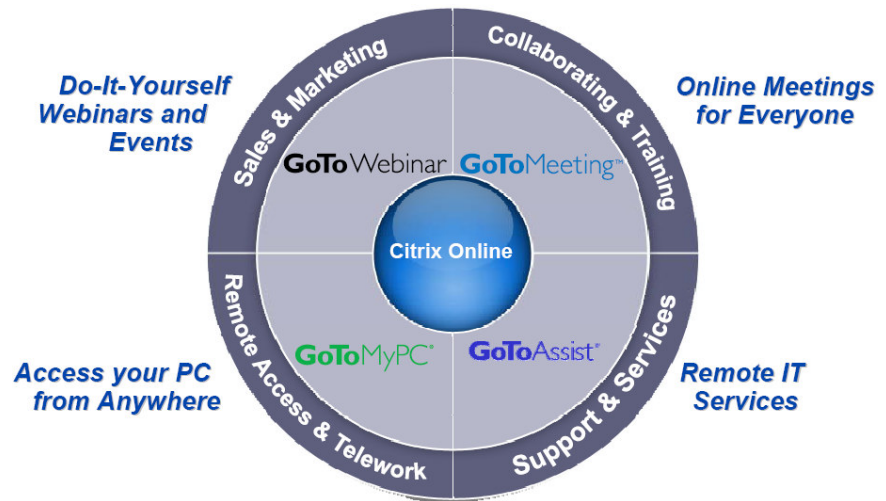 Sales & Marketing
Collaborating & Training
Do-It-Yourself
Webinars and
Events
Online Meetings
for Everyone
GoToWebinar
GoToMeeting™
Citrix Online
GoToMyPC®
GoToAssist®
Access your PC
from Anywhere
Remote IT
Services
Remote Access & Telework
Support & Services